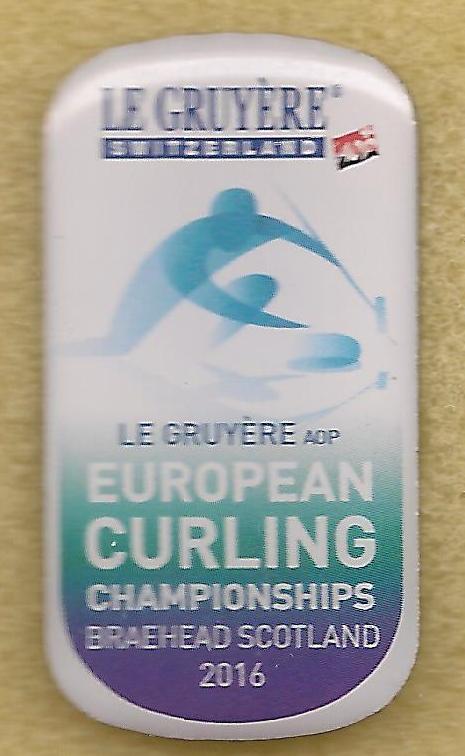 LE GRUYÈRE®
SWITZERLAND
LE GRUYÈRE AOP
EUROPEAN
CURLING
CHAMPIONSHIPS
BRAEHEAD SCOTLAND
2016